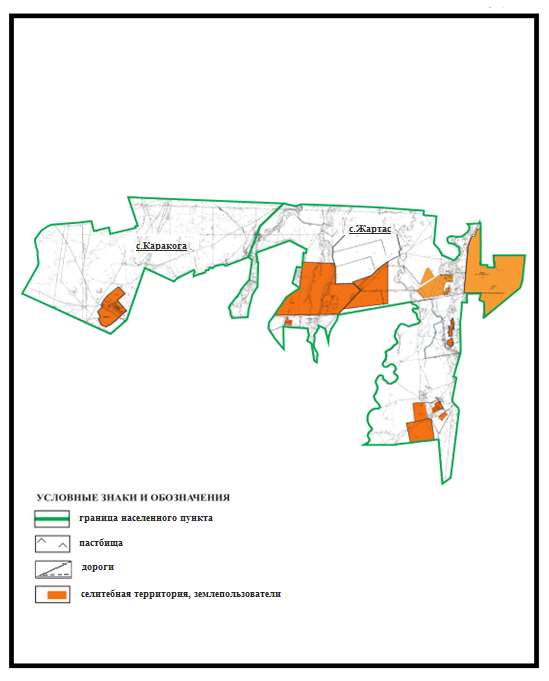 с.Каракога
с.Жартас
УСЛОВНЫЕ ЗНАКИ И ОБОЗНАЧЕНИЯ
граница населенного пункта
пастбища
дороги
селитебная территория, землепользователи